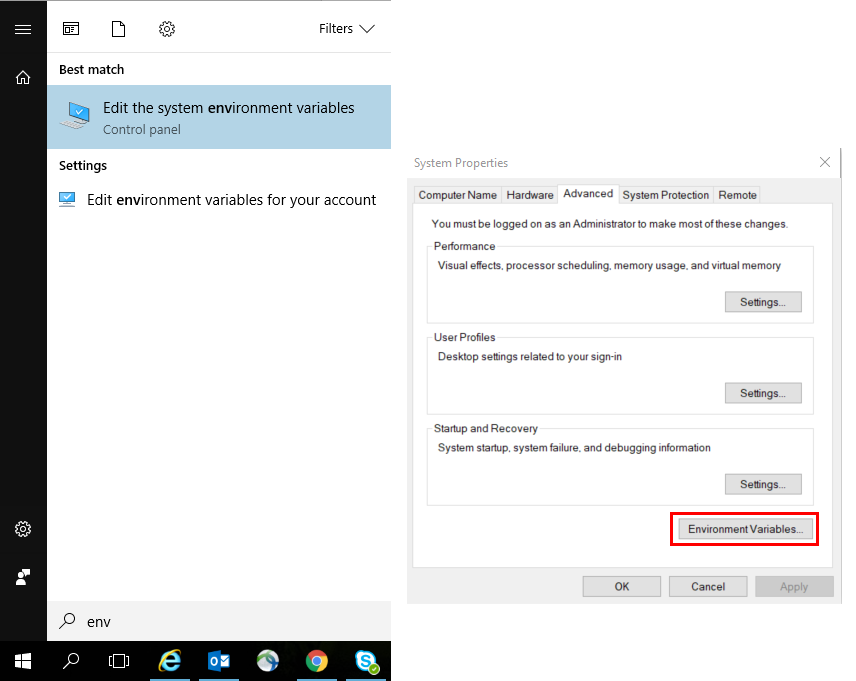 Filters
Best match
Edit the system environment variables
Control panel
Settings
Edit environment variables for your account
env
System Properties
Computer Name
Hardware
Advanced
System Protection
Remote
You must be logged on as an Administrator to make most of these changes.
Performance
Visual effects, processor scheduling, memory usage, and virtual memory
Settings...
User Profiles
Desktop settings related to your sign-in
Settings...
Startup and Recovery
System startup, system failure, and debugging information
Settings...
Environment Variables...
OK
Cancel
Apply